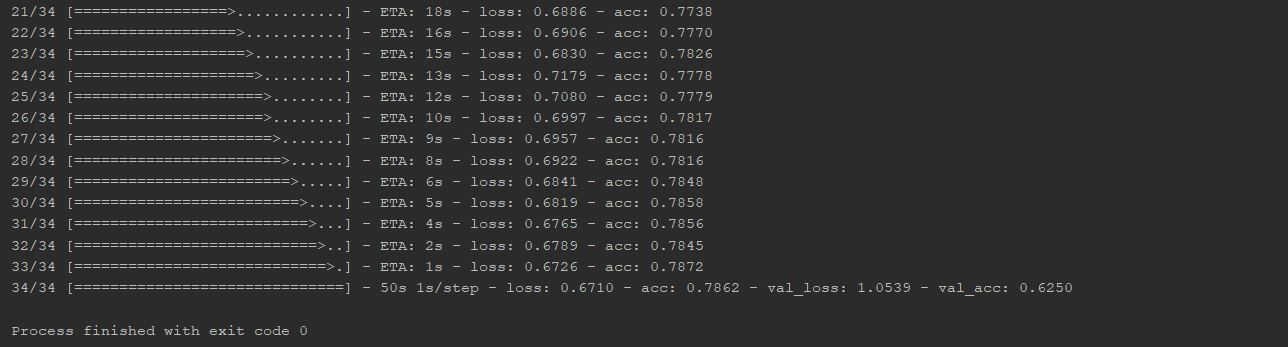 21/34 [=================>............] - ETA: 18s - loss: 0.6886 - acc: 0.7738
22/34 [==================>...........] - ETA: 16s - loss: 0.6906 - acc: 0.7770
23/34 [===================>..........] - ETA: 15s - loss: 0.6830 - acc: 0.7826
24/34 [====================>.........] - ETA: 13s - loss: 0.7179 - acc: 0.7778
25/34 [=====================>........] - ETA: 12s - loss: 0.7080 - acc: 0.7779
26/34 [=====================>........] - ETA: 10s - loss: 0.6997 - acc: 0.7817
27/34 [======================>.......] - ETA: 9s - loss: 0.6957 - acc: 0.7816
28/34 [=======================>......] - ETA: 8s - loss: 0.6922 - acc: 0.7816
29/34 [========================>.....] - ETA: 6s - loss: 0.6841 - acc: 0.7848
30/34 [=========================>....] - ETA: 5s - loss: 0.6819 - acc: 0.7858
31/34 [==========================>...] - ETA: 4s - loss: 0.6765 - acc: 0.7856
32/34 [===========================>..] - ETA: 2s - loss: 0.6789 - acc: 0.7845
33/34 [============================>.] - ETA: 1s - loss: 0.6726 - acc: 0.7872
34/34 [==============================] - 50s 1s/step - loss: 0.6710 - acc: 0.7862 - val_loss: 1.0539 - val_acc: 0.6250
Process finished with exit code 0